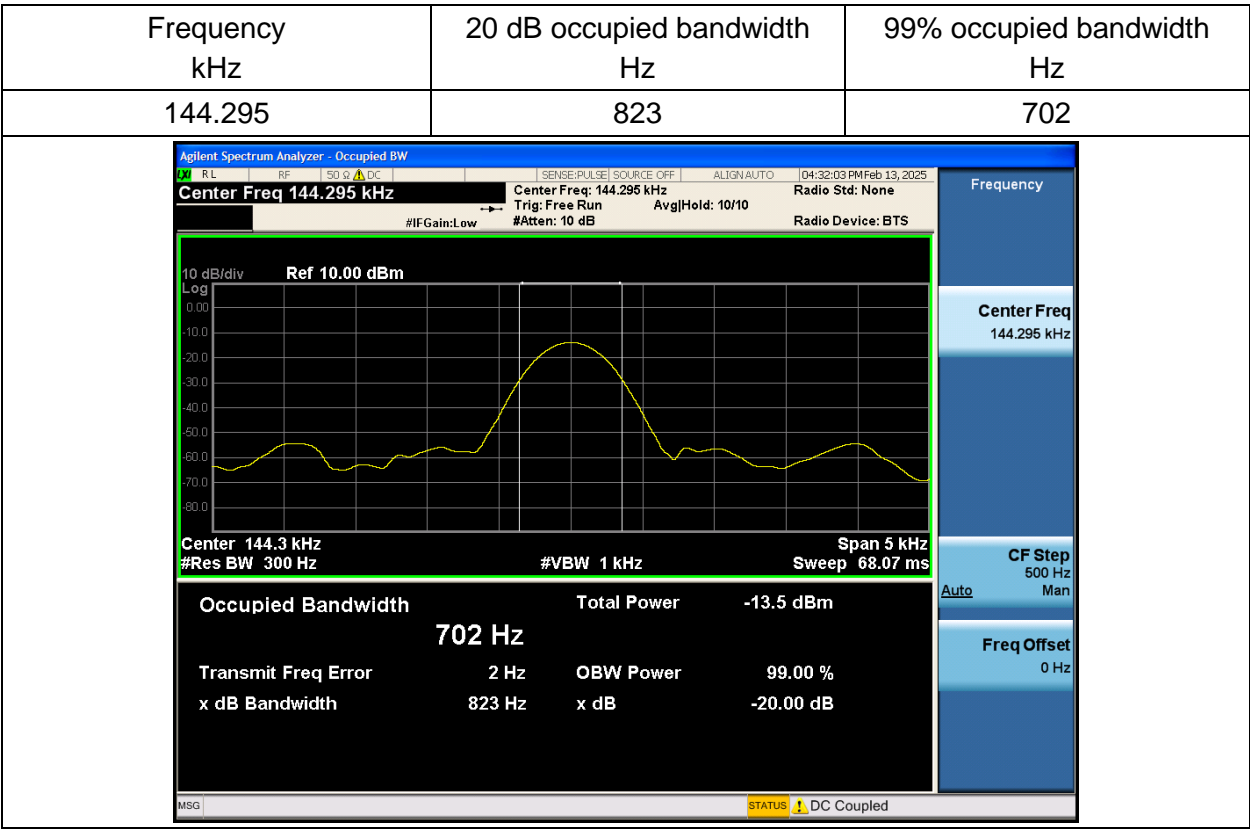 Frequency 20 dB occupied bandwidth 99% occupied bandwidth
kHz Hz Hz
144.295 823 702
Agilent Spectrum Analyzer - Occupied BW
LXI RL RF 50 Ω DC SENSE:PULSE SOURCE OFF ALIGN AUTO 04:32:03 PM Feb 13, 2025
Center Freq 144.295 kHz Center Freq: 144.295 kHz Radio Std: None Frequency
Trig: Free Run Avg|Hold: 10/10
#IFGain:Low #Atten: 10 dB Radio Device: BTS
10 dB/div Ref 10.00 dBm
Log
0.00
-10.0
-20.0
-30.0
-40.0
-50.0
-60.0
-70.0
-80.0
Center Freq
144.295 kHz
Center 144.3 kHz Span 5 kHz
#Res BW 300 Hz #VBW 1 kHz Sweep 68.07 ms
CF Step
500 Hz
Auto Man
Occupied Bandwidth Total Power -13.5 dBm
702 Hz
Transmit Freq Error 2 Hz OBW Power 99.00 %
x dB Bandwidth 823 Hz x dB -20.00 dB
Freq Offset
0 Hz
MSG STATUS DC Coupled